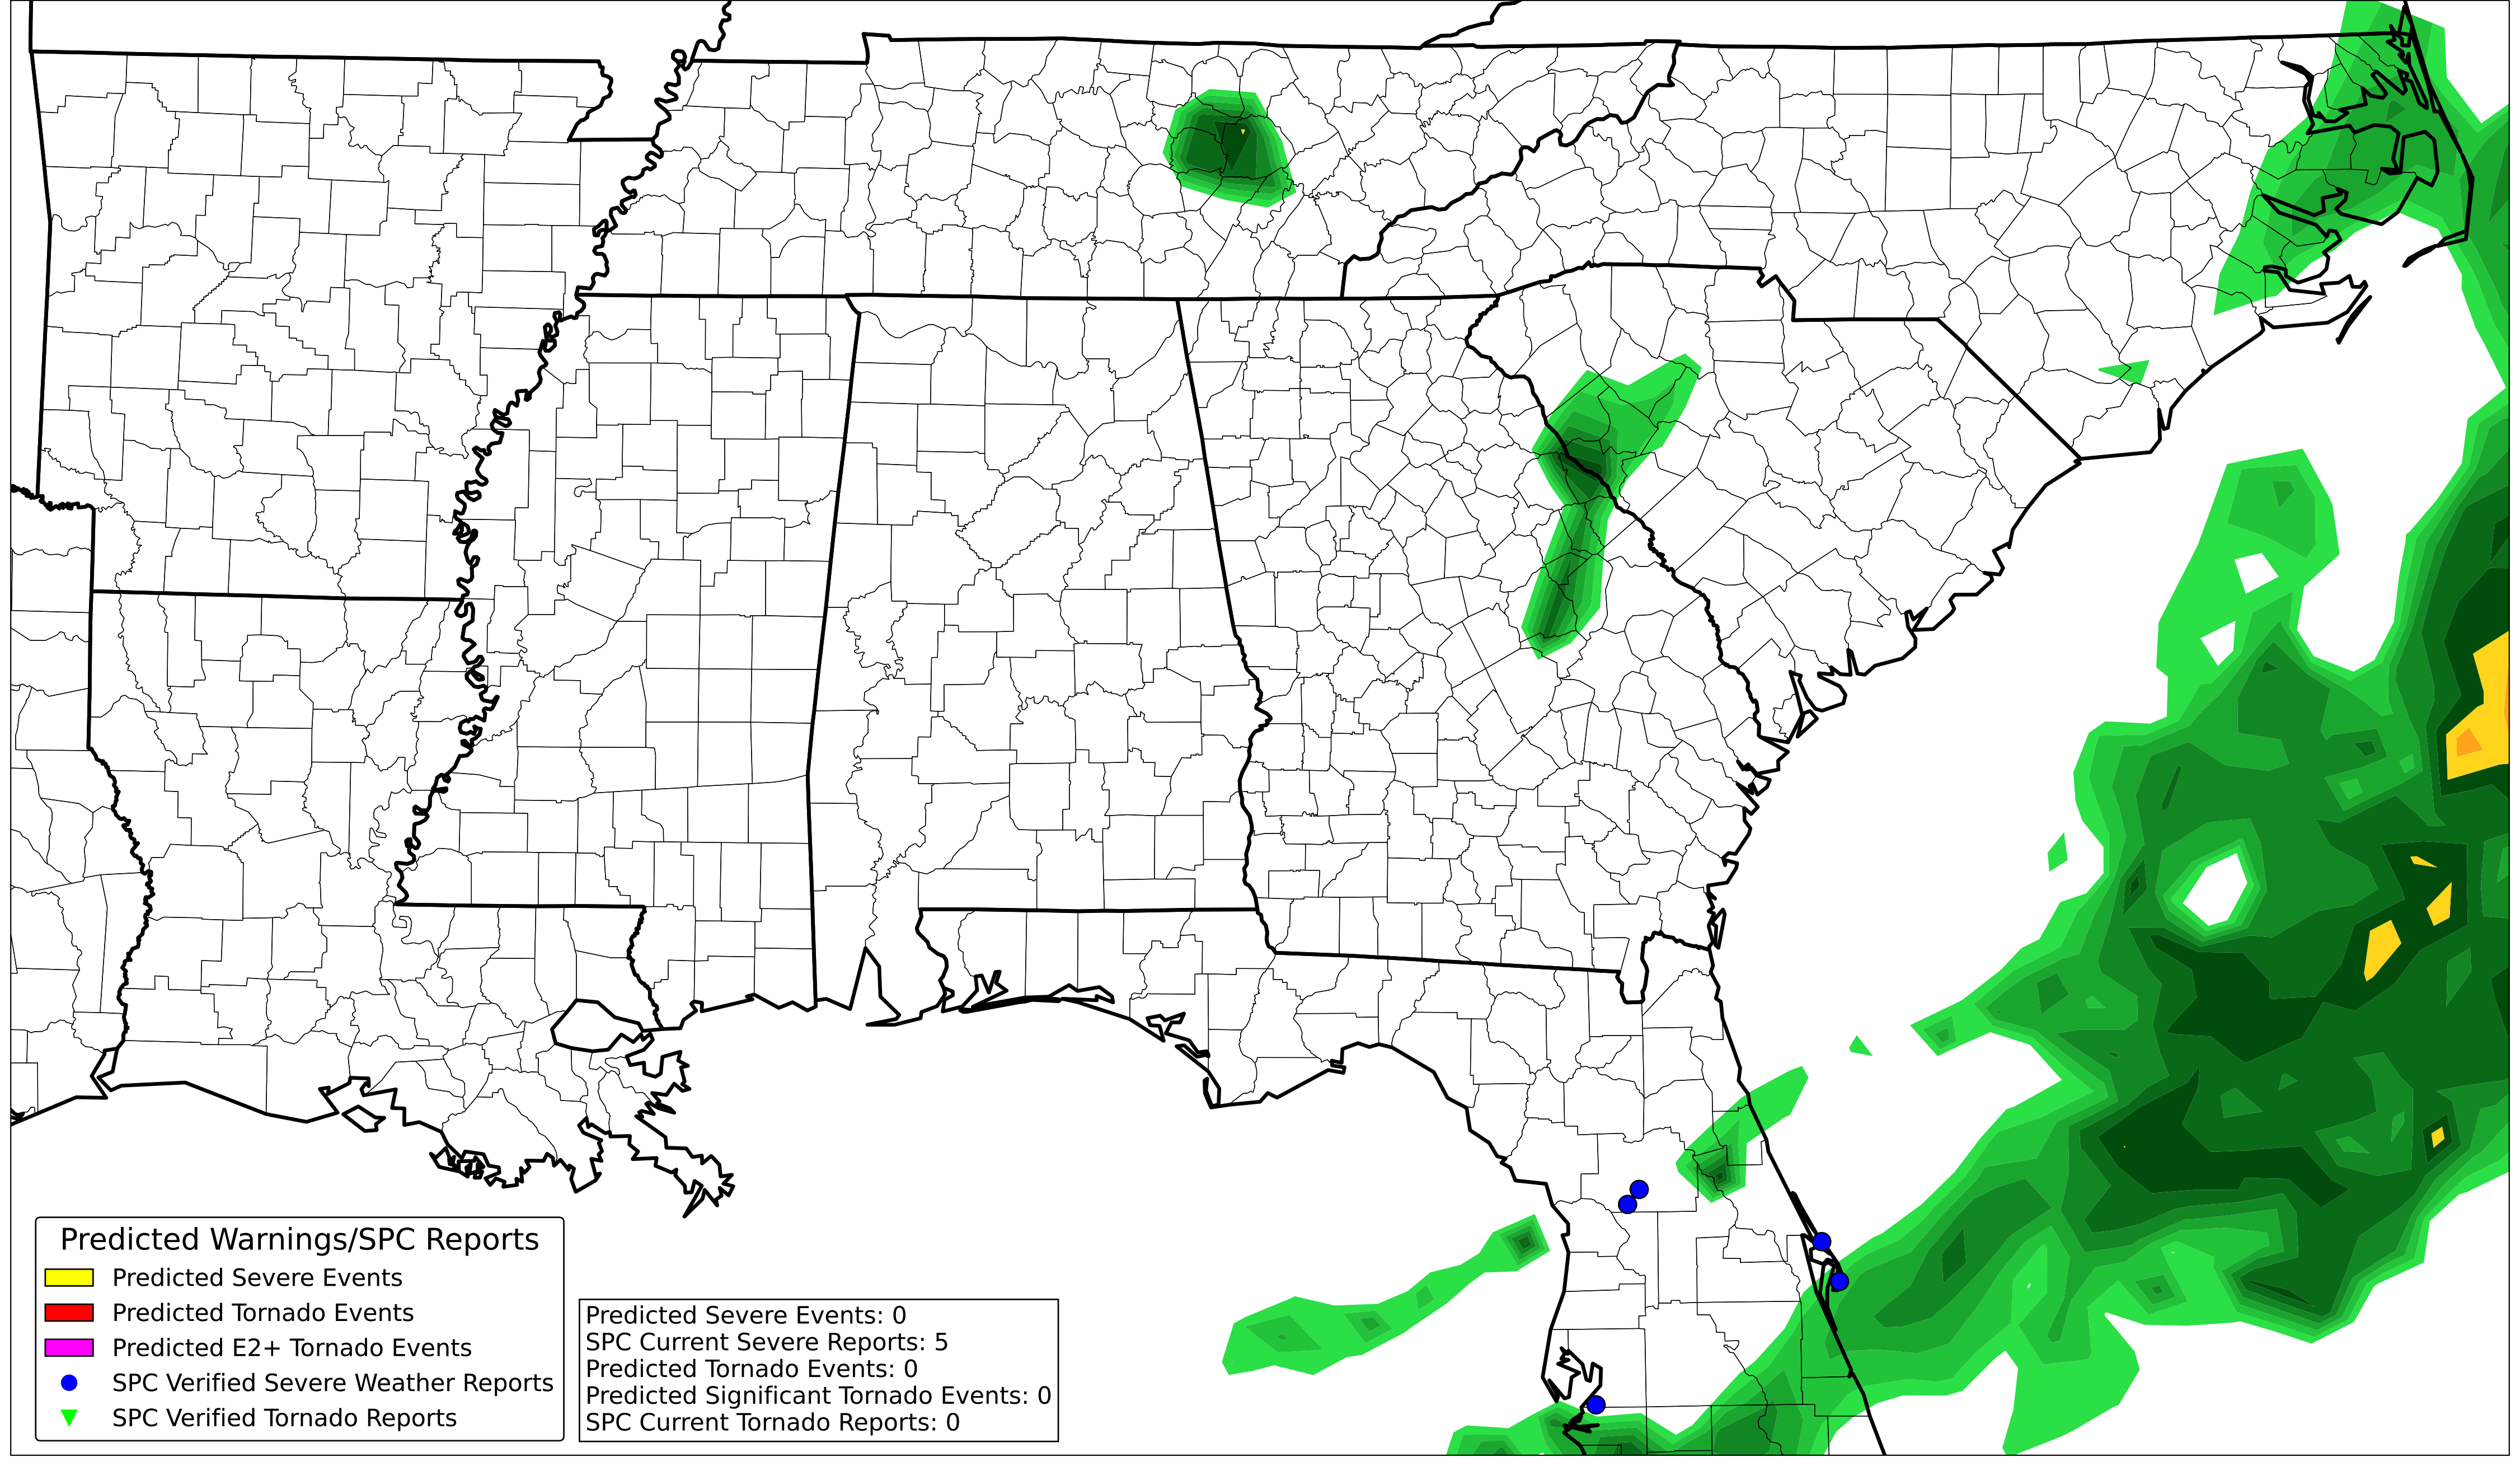 Predicted Warnings/SPC Reports
Predicted Severe Events
Predicted Tornado Events
Predicted E2+ Tornado Events
SPC Verified Severe Weather Reports
SPC Verified Tornado Reports
Predicted Severe Events: 0
SPC Current Severe Reports: 5
Predicted Tornado Events: 0
Predicted Significant Tornado Events: 0
SPC Current Tornado Reports: 0